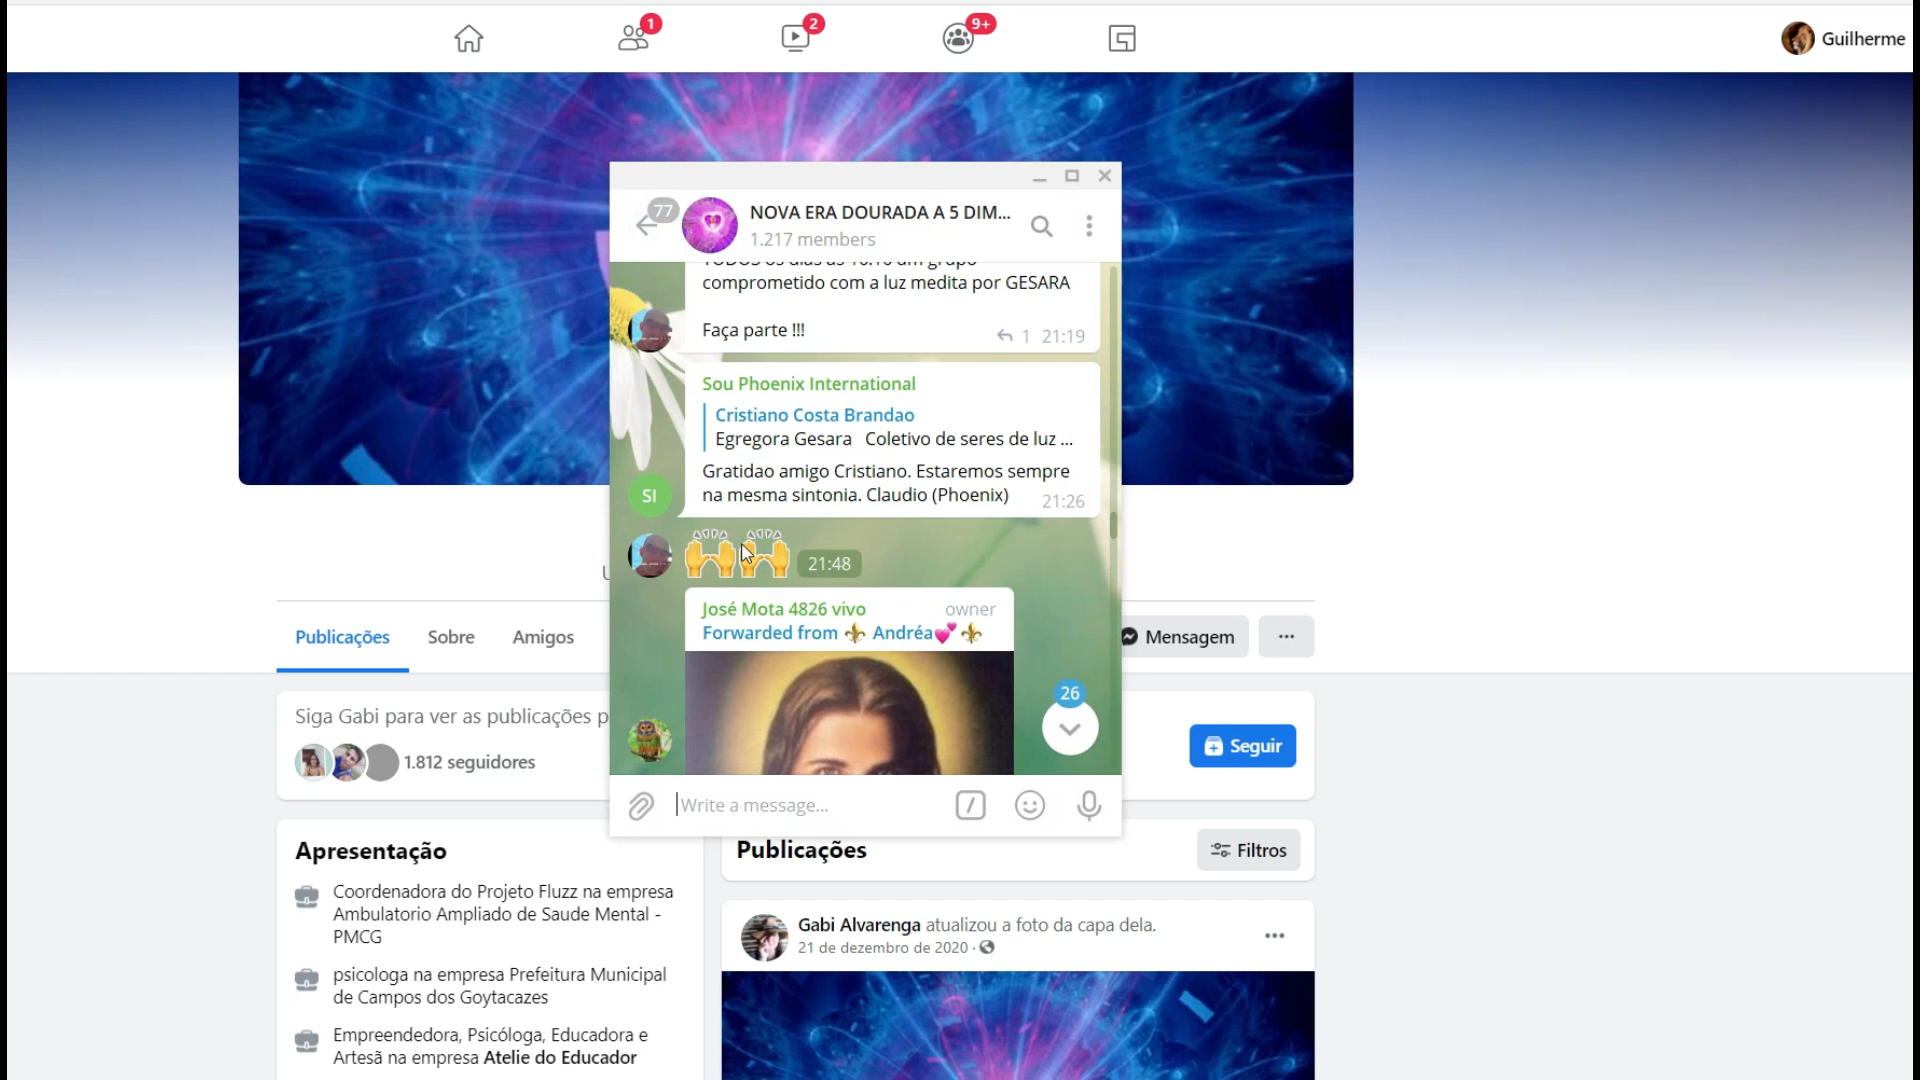 1
2
9+
Guilherme
77
NOVA ERA DOURADA A 5 DIM...
1.217 members
comprometido com a luz medita por GESARA
Faça parte !!!
1 21:19
Sou Phoenix International
Cristiano Costa Brandao
Egregora Gesara Coletivo de seres de luz ...
Gratidao amigo Cristiano. Estaremos sempre
na mesma sintonia. Claudio (Phoenix)
21:26
SI
21:48
José Mota 4826 vivo
owner
Forwarded from ⚜ Andréa💕⚜
26
Write a message...
Publicações
Sobre
Amigos
Mensagem
Siga Gabi para ver as publicações
1.812 seguidores
Seguir
Apresentação
Coordenadora do Projeto Fluzz na empresa
Ambulatorio Ampliado de Saude Mental -
PMCG
psicologa na empresa Prefeitura Municipal
de Campos dos Goytacazes
Empreendedora, Psicóloga, Educadora e
Artesã na empresa Atelie do Educador
Publicações
Filtros
Gabi Alvarenga atualizou a foto da capa dela.
21 de dezembro de 2020 ·